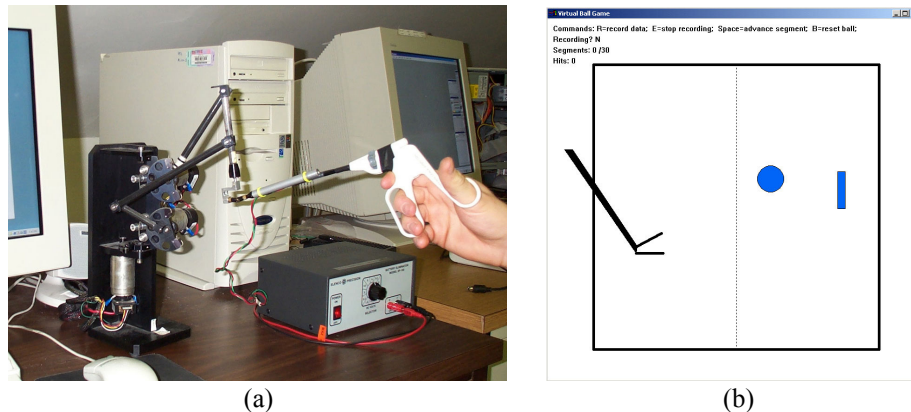 Virtual Ball Game
Commands: R=record data; E=stop recording; Space=advance segment; B=reset ball;
Recording? N
Segments: 0 /30
Hits: 0
(a)
(b)